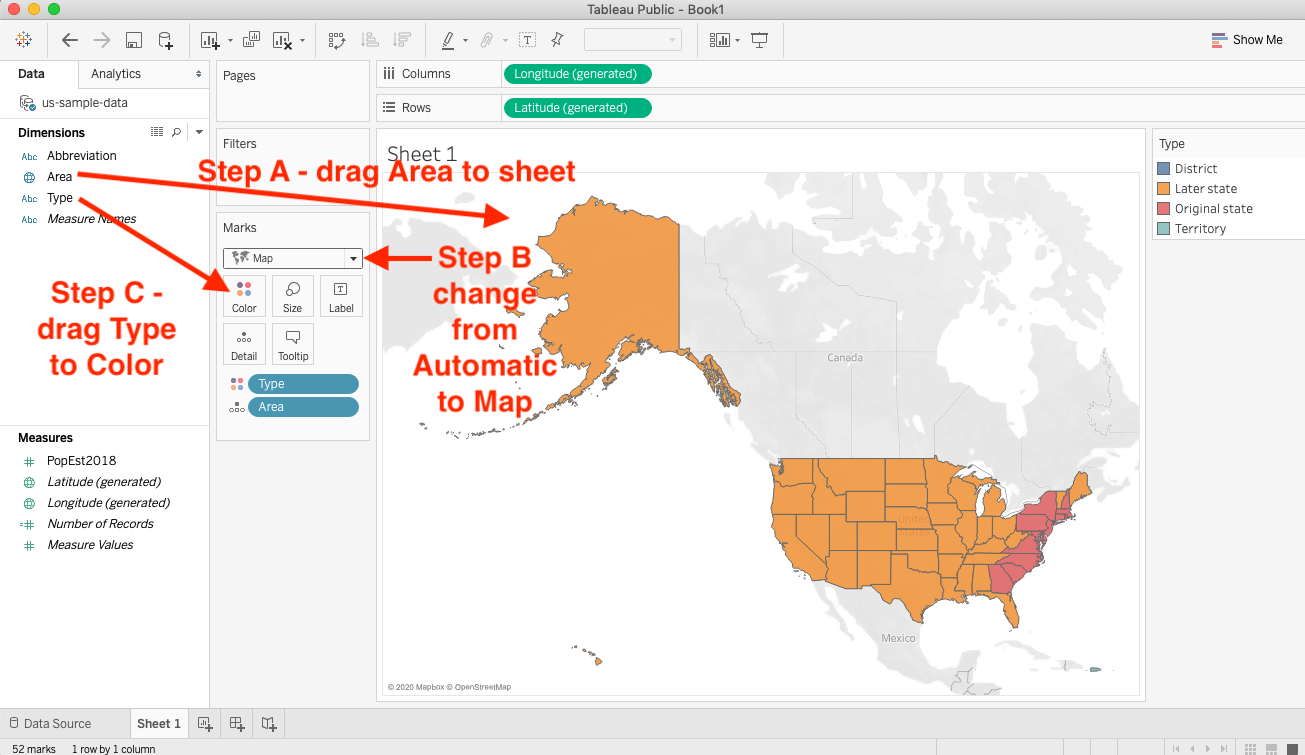 Tableau Public - Book1
Show Me
Data
Analytics
Pages
Columns
Longitude (generated)
us-sample-data
Rows
Latitude (generated)
Dimensions
Abc Abbreviation
Area
Abc Type
Abc Measure Names
Filters
Sheet 1
Step A - drag Area to sheet
Type
District
Later state
Original state
Territory
Marks
Map
Color
Size
Label
Detail
Tooltip
Type
Area
Step B
change
from
Automatic
to Map
Step C -
drag Type
to Color
Canada
United
Mexico
Measures
PopEst2018
Latitude (generated)
Longitude (generated)
Number of Records
Measure Values
© 2020 Mapbox © OpenStreetMap
Data Source
Sheet 1
52 marks
1 row by 1 column